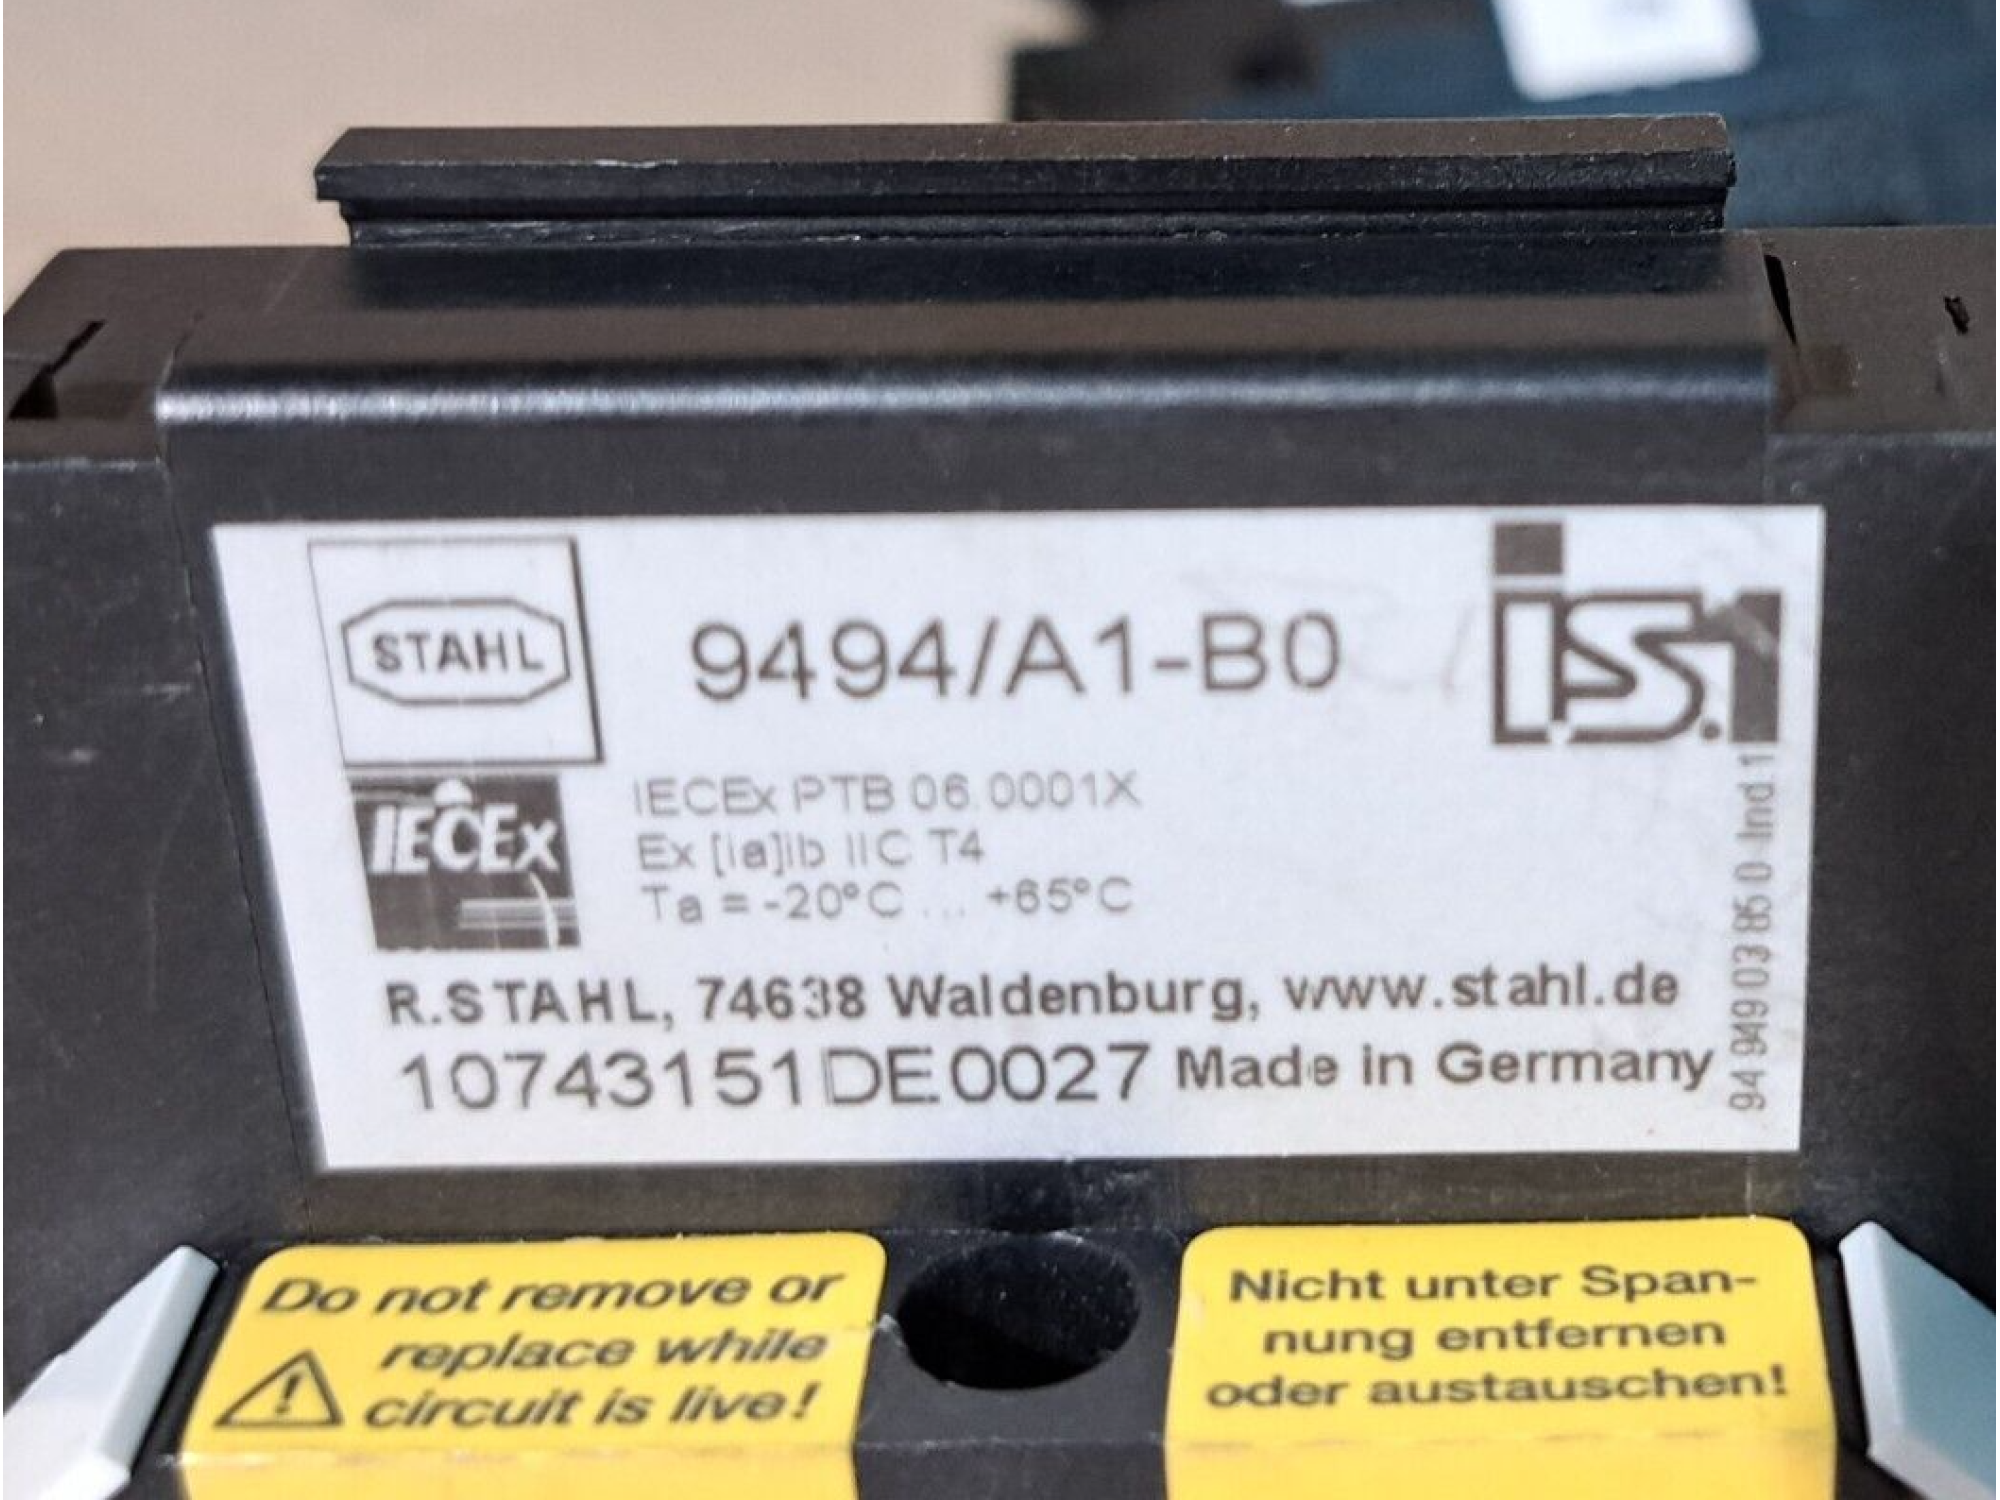 STAHL
9494/A1-B0
is.1
IECEx
IECEx PTB 06.0001X
Ex [ia]ib IIC T4
Ta = -20°C ... +65°C
R.STAHL, 74638 Waldenburg, www.stahl.de
10743151DE0027 Made in Germany
94 949 03 85 0 Ind 1
Do not remove or
replace while
circuit is live!
Nicht unter Span-
nung entfernen
oder austauschen!